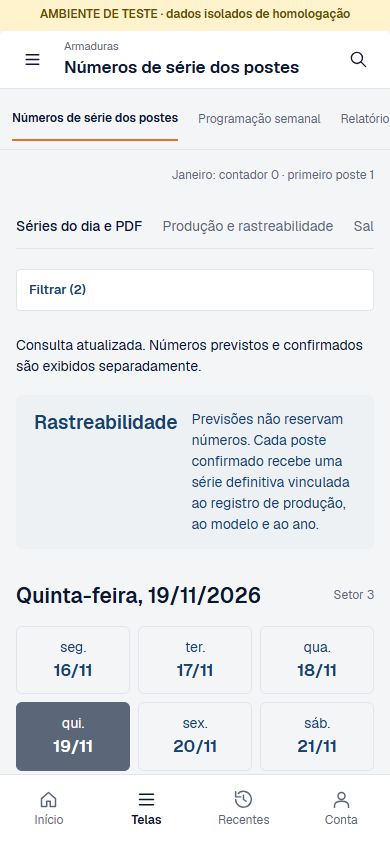 AMBIENTE DE TESTE · dados isolados de homologação
Armaduras
Números de série dos postes
Números de série dos postes
Programação semanal
Relatório
Janeiro: contador 0 · primeiro poste 1
Séries do dia e PDF
Produção e rastreabilidade
Sal
Filtrar (2)
Consulta atualizada. Números previstos e confirmados
são exibidos separadamente.
Rastreabilidade
Previsões não reservam
números. Cada poste
confirmado recebe uma
série definitiva vinculada
ao registro de produção,
ao modelo e ao ano.
Quinta-feira, 19/11/2026
Setor 3
seg.
16/11
ter.
17/11
qua.
18/11
qui.
19/11
sex.
20/11
sáb.
21/11
Início
Telas
Recentes
Conta